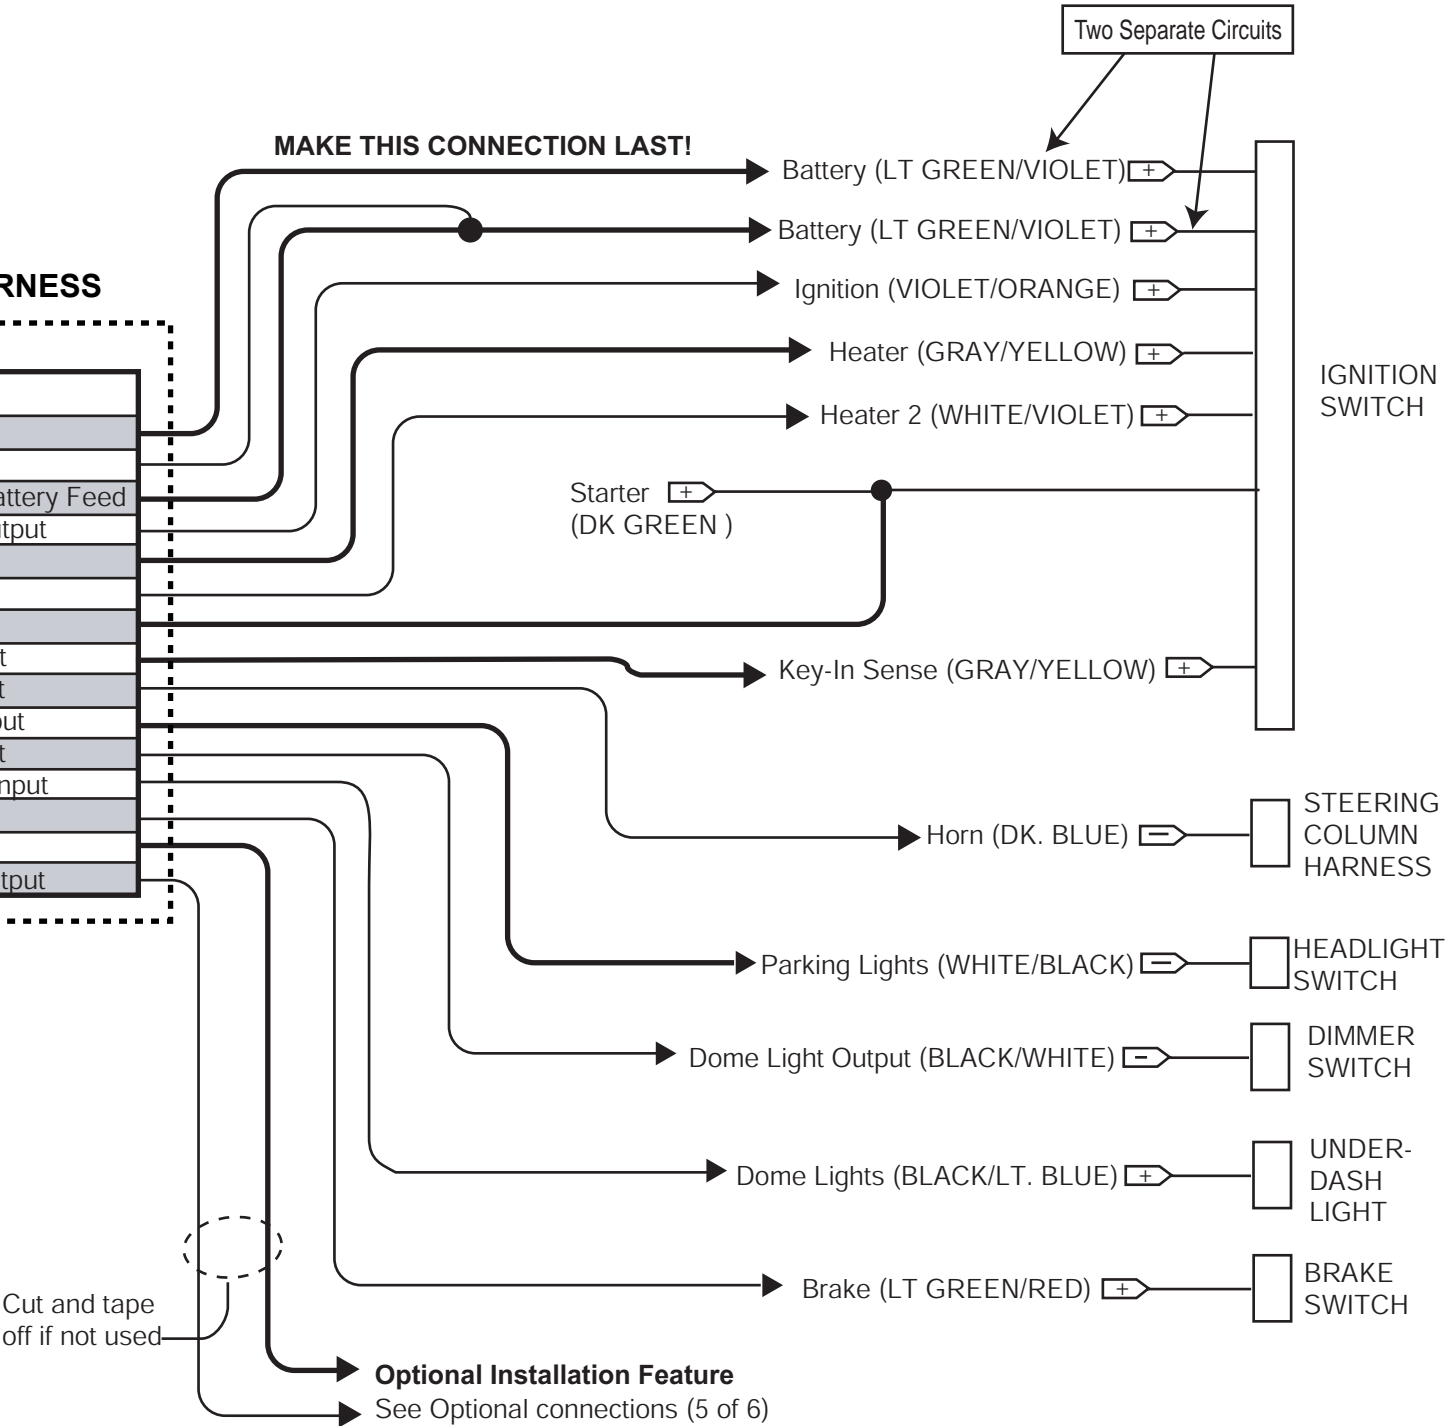 Two Separate Circuits
MAKE THIS CONNECTION LAST!
Battery (LT GREEN/VIOLET) +
Battery (LT GREEN/VIOLET) +
RNESS
Ignition (VIOLET/ORANGE) +
Heater (GRAY/YELLOW) +
IGNITION
SWITCH
Heater 2 (WHITE/VIOLET) +
Starter +
(DK GREEN )
attery Feed
tput
t
t
out
t
nput
tput
Key-In Sense (GRAY/YELLOW) +
Horn (DK. BLUE) −
STEERING
COLUMN
HARNESS
Parking Lights (WHITE/BLACK) −
HEADLIGHT
SWITCH
Dome Light Output (BLACK/WHITE) -
DIMMER
SWITCH
Dome Lights (BLACK/LT. BLUE) +
UNDER-
DASH
LIGHT
Brake (LT GREEN/RED) +
BRAKE
SWITCH
Cut and tape
off if not used
Optional Installation Feature
See Optional connections (5 of 6)